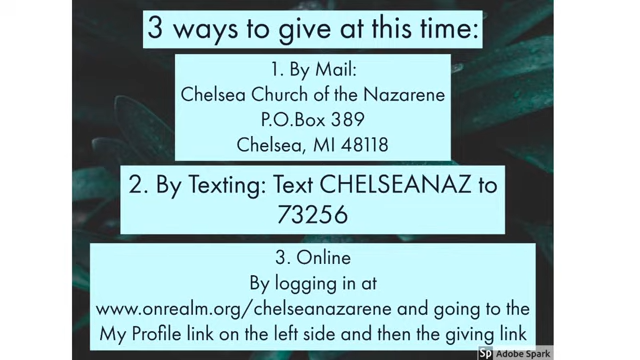 3 ways to give at this time:
1. By Mail:
Chelsea Church of the Nazarene
P.O.Box 389
Chelsea, MI 48118
2. By Texting: Text CHELSEANAZ to
73256
3. Online
By logging in at
www.onrealm.org/chelseanazarene and going to the
My Profile link on the left side and then the giving link
Sp Adobe Spark